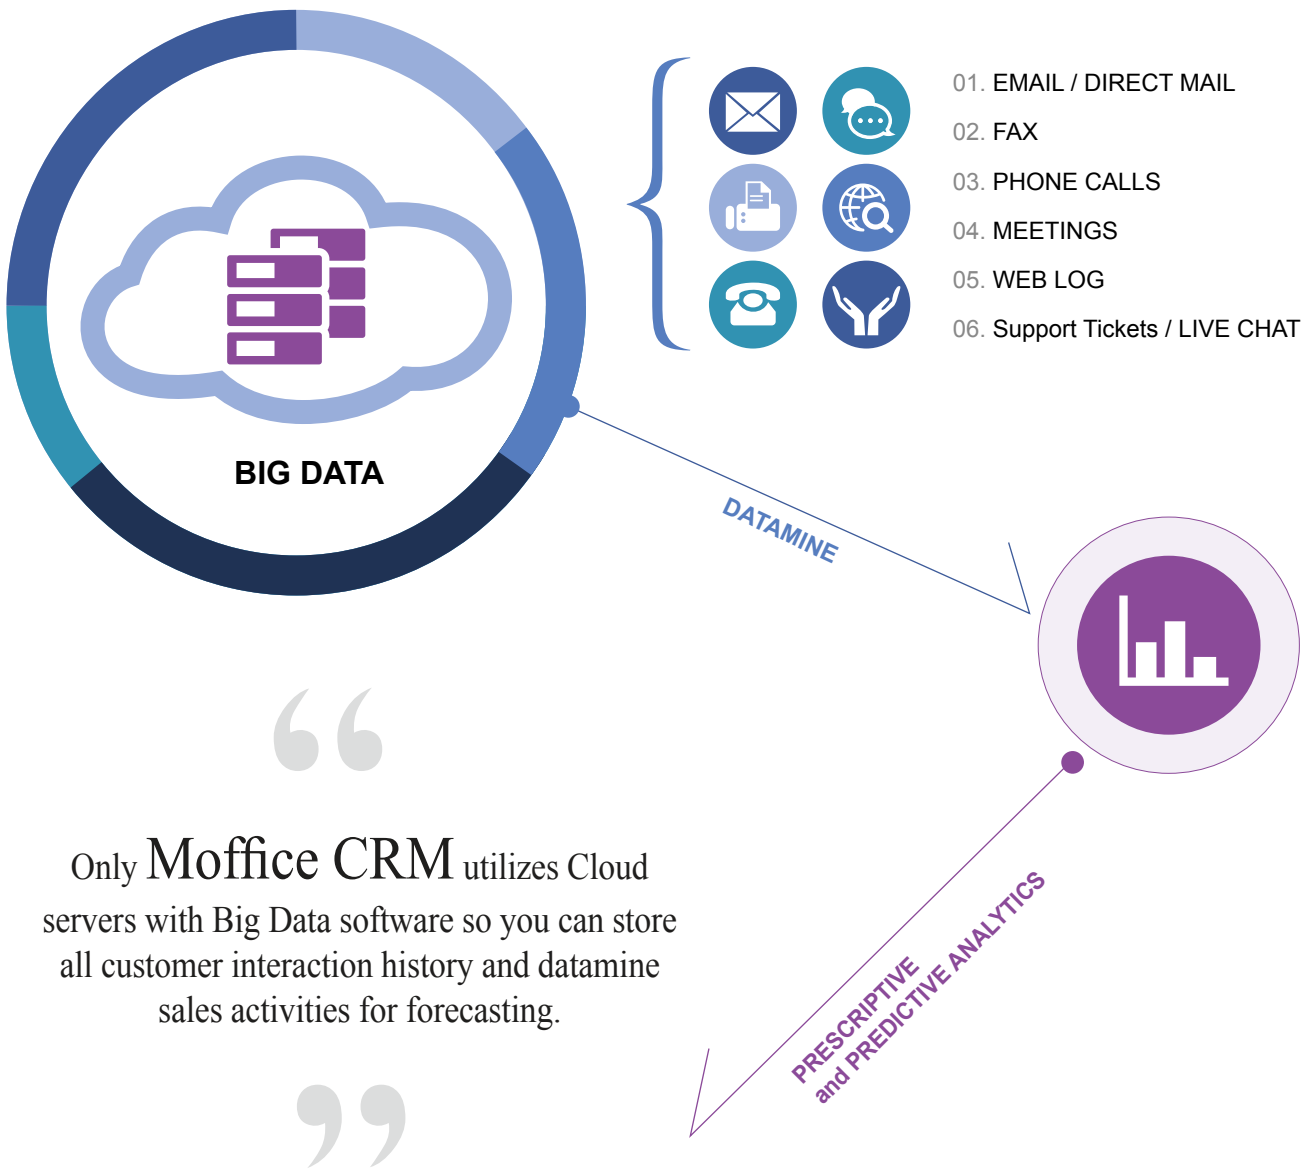 01. EMAIL / DIRECT MAIL
02. FAX
03. PHONE CALLS
04. MEETINGS
05. WEB LOG
06. Support Tickets / LIVE CHAT
BIG DATA
DATAMINE
“
Only Moffice CRM utilizes Cloud
servers with Big Data software so you can store
all customer interaction history and datamine
sales activities for forecasting.
”
PRESCRIPTIVE
and PREDICTIVE ANALYTICS